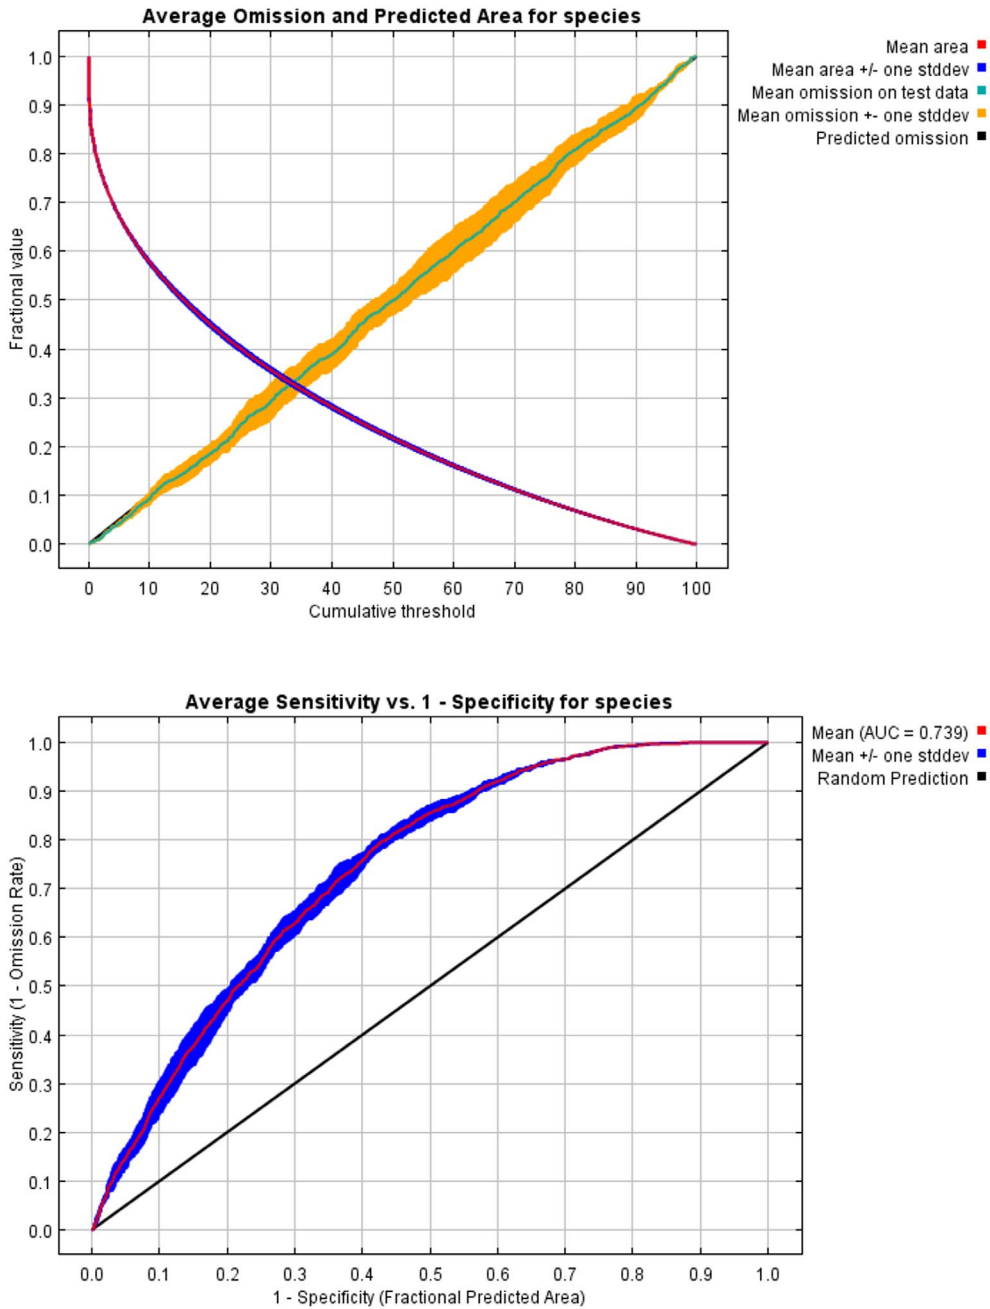 Average Omission and Predicted Area for species
Mean area
Mean area +/- one stddev
Mean omission on test data
Mean omission +- one stddev
Predicted omission
Fractional value
1.0
0.9
0.8
0.7
0.6
0.5
0.4
0.3
0.2
0.1
0.0
0 10 20 30 40 50 60 70 80 90 100
Cumulative threshold
Average Sensitivity vs. 1 - Specificity for species
Mean (AUC = 0.739)
Mean +/- one stddev
Random Prediction
Sensitivity (1 - Omission Rate)
1.0
0.9
0.8
0.7
0.6
0.5
0.4
0.3
0.2
0.1
0.0
0.0 0.1 0.2 0.3 0.4 0.5 0.6 0.7 0.8 0.9 1.0
1 - Specificity (Fractional Predicted Area)